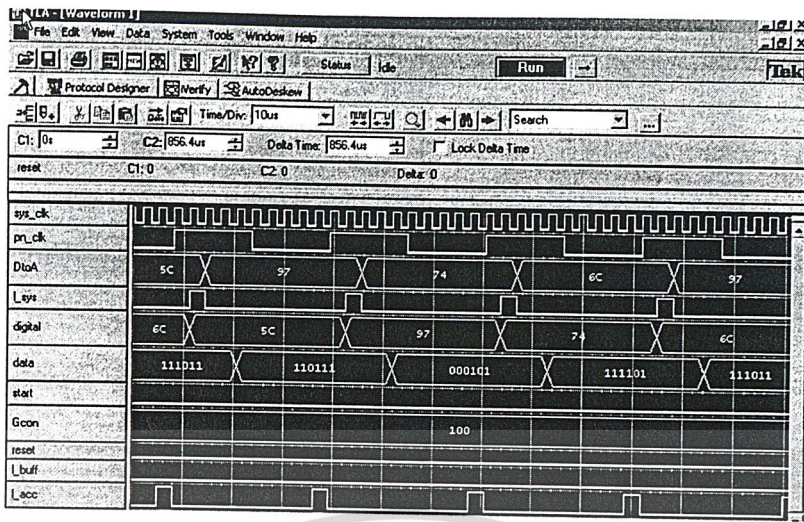 LA - [Waveform 1]
File Edit View Data System Tools Window Help
Status Idle Run Tek
Protocol Designer iVerify AutoDeskew
Time/Div: 10us Search ...
C1: 0s C2: 856.4us Delta Time: 856.4us Lock Delta Time
reset C1: 0 C2: 0 Delta: 0
sys_clk
pn_clk
DtoA 5C 97 74 6C 97
l_sys
digital 6C 5C 97 74 6C
data 111011 110111 000101 111101 111011
start
Gcon 100
reset
l_buff
l_acc